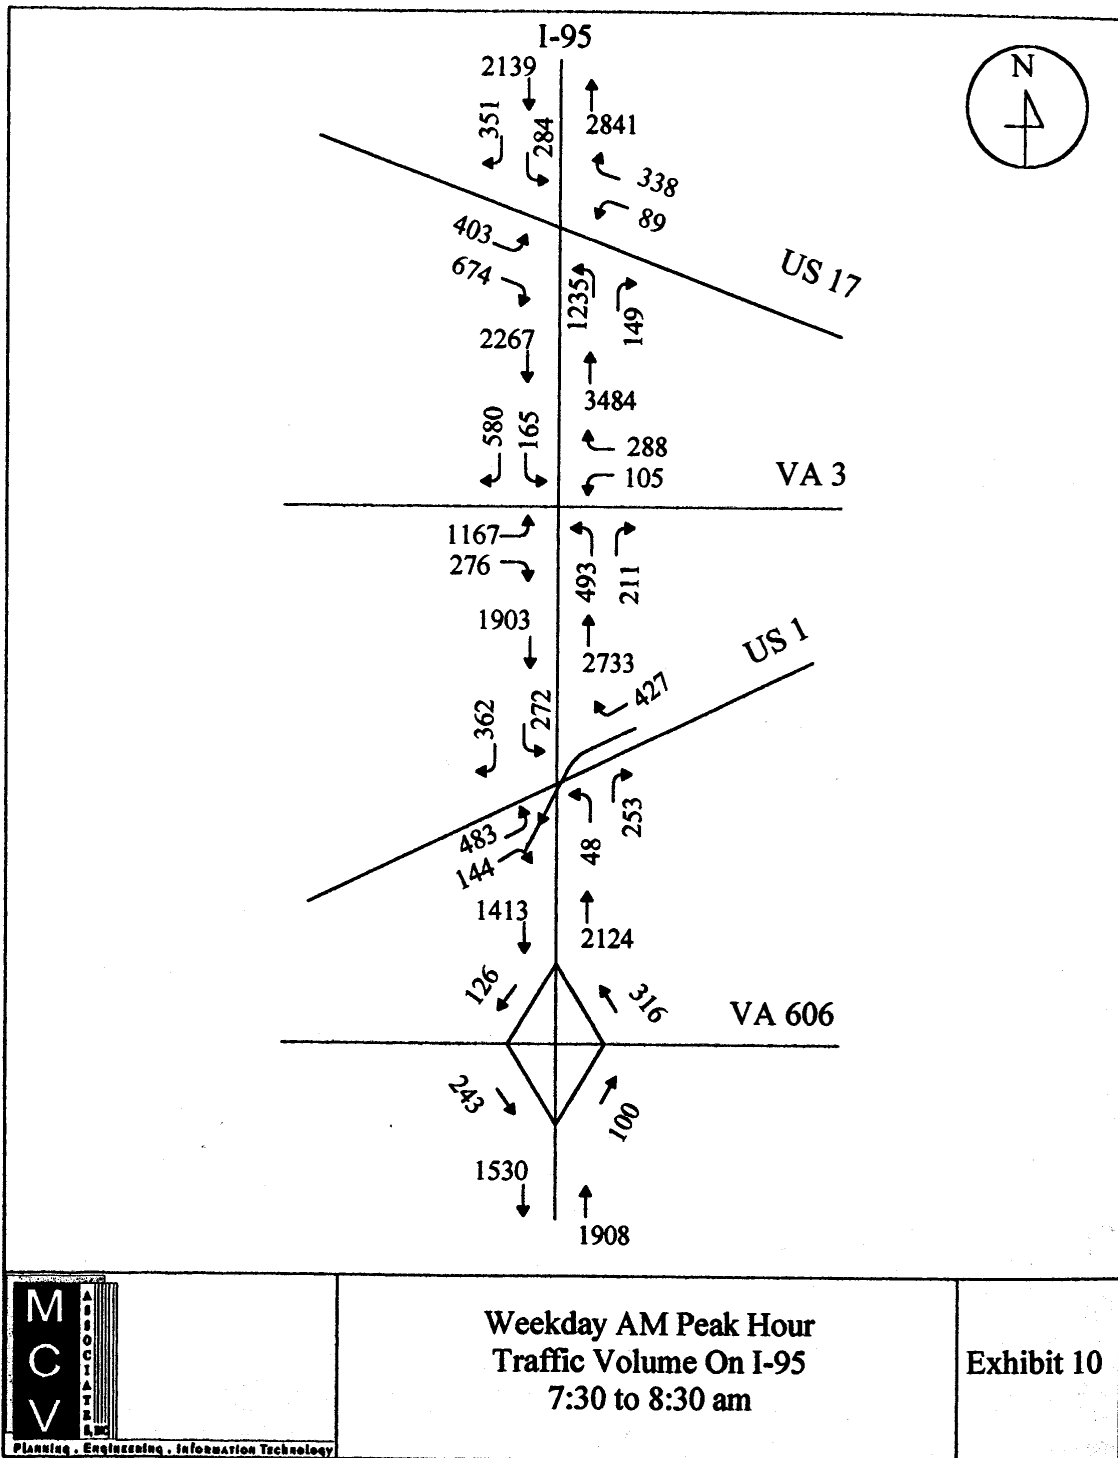 I-95
2139
N
351
284
2841
338
89
403
674
US 17
1235
149
2267
3484
580
165
288
105
VA 3
1167
276
493
211
1903
2733
US 1
427
362
272
483
144
48
253
1413
2124
126
316
VA 606
243
100
1530
1908
MCV
ASSOCIATES, INC
Planning . Engineering . Information Technology
Weekday AM Peak Hour
Traffic Volume On I-95
7:30 to 8:30 am
Exhibit 10